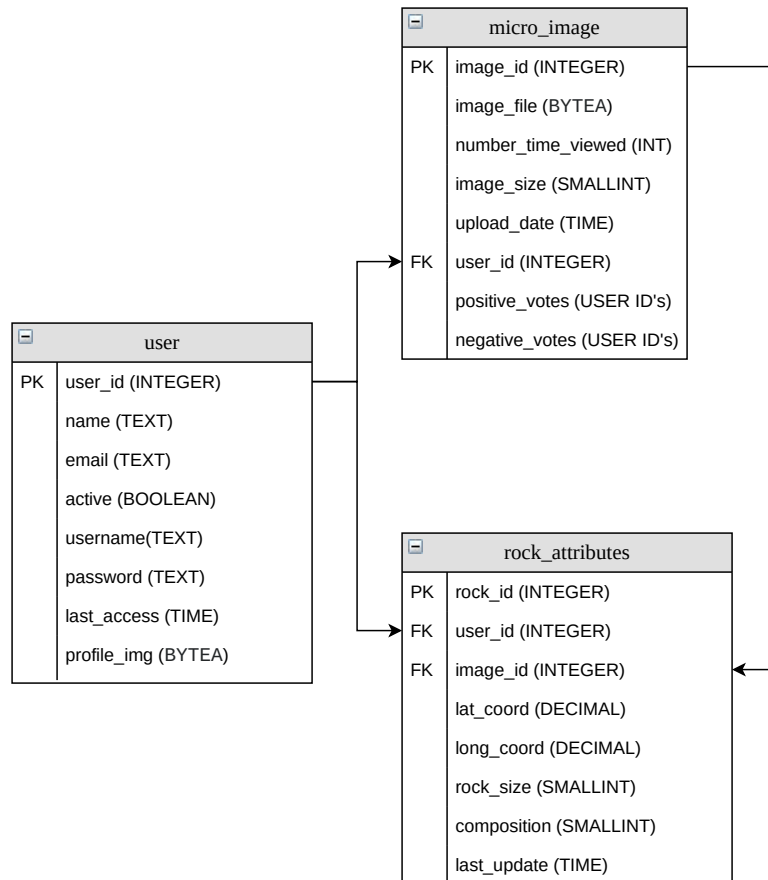 micro_image
PK image_id (INTEGER)
image_file (BYTEA)
number_time_viewed (INT)
image_size (SMALLINT)
upload_date (TIME)
FK user_id (INTEGER)
positive_votes (USER ID's)
negative_votes (USER ID's)
user
PK user_id (INTEGER)
name (TEXT)
email (TEXT)
active (BOOLEAN)
username(TEXT)
password (TEXT)
last_access (TIME)
profile_img (BYTEA)
rock_attributes
PK rock_id (INTEGER)
FK user_id (INTEGER)
FK image_id (INTEGER)
lat_coord (DECIMAL)
long_coord (DECIMAL)
rock_size (SMALLINT)
composition (SMALLINT)
last_update (TIME)